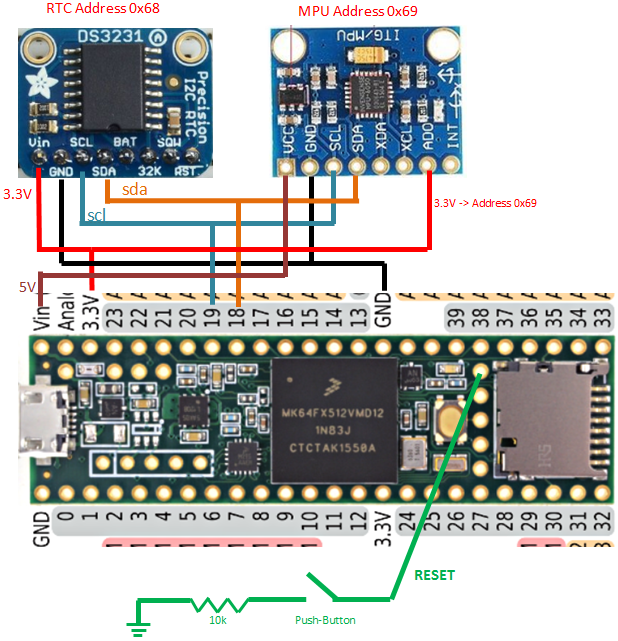 RTC Address 0x68
MPU Address 0x69
DS3231
Precision
I2C RTC
Vin
SCL
BAT
SQW
GND
SDA
32K
RST
ITG/MPU
VCC
GND
SCL
SDA
XDA
XCL
ADO
INT
sda
3.3V
scl
3.3V -> Address 0x69
5V
Vin
3.3V
23
22
21
20
19
18
17
16
15
14
13
GND
39
38
37
36
35
34
33
MK64FX512VMD12
1N83J
CTCTAK1550A
GND
0
1
2
3
4
5
6
7
8
9
10
11
12
3.3V
24
25
26
27
28
29
30
31
32
RESET
10k
Push-Button